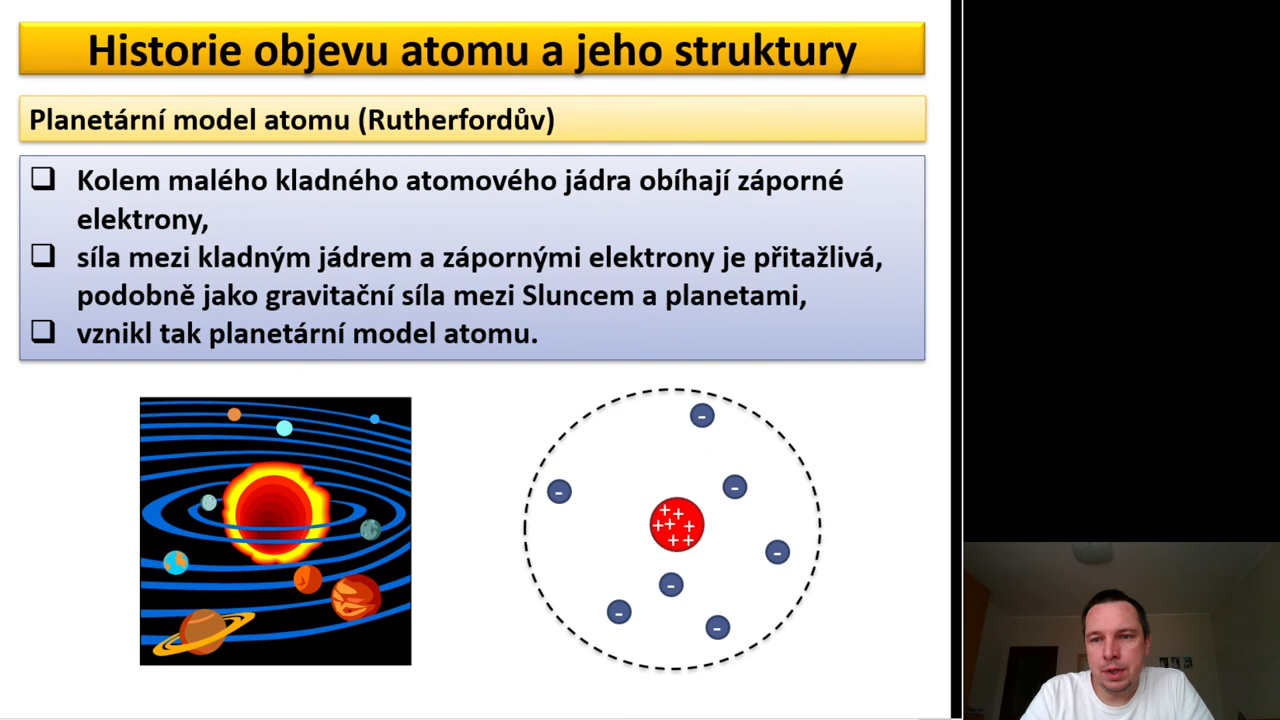 Historie objevu atomu a jeho struktury
Planetární model atomu (Rutherfordův)
❑ Kolem malého kladného atomového jádra obíhají záporné
elektrony,
❑ síla mezi kladným jádrem a zápornými elektrony je přitažlivá,
podobně jako gravitační síla mezi Sluncem a planetami,
❑ vznikl tak planetární model atomu.
-
-
-
+ +
+ + +
+ +
-
-
-
-